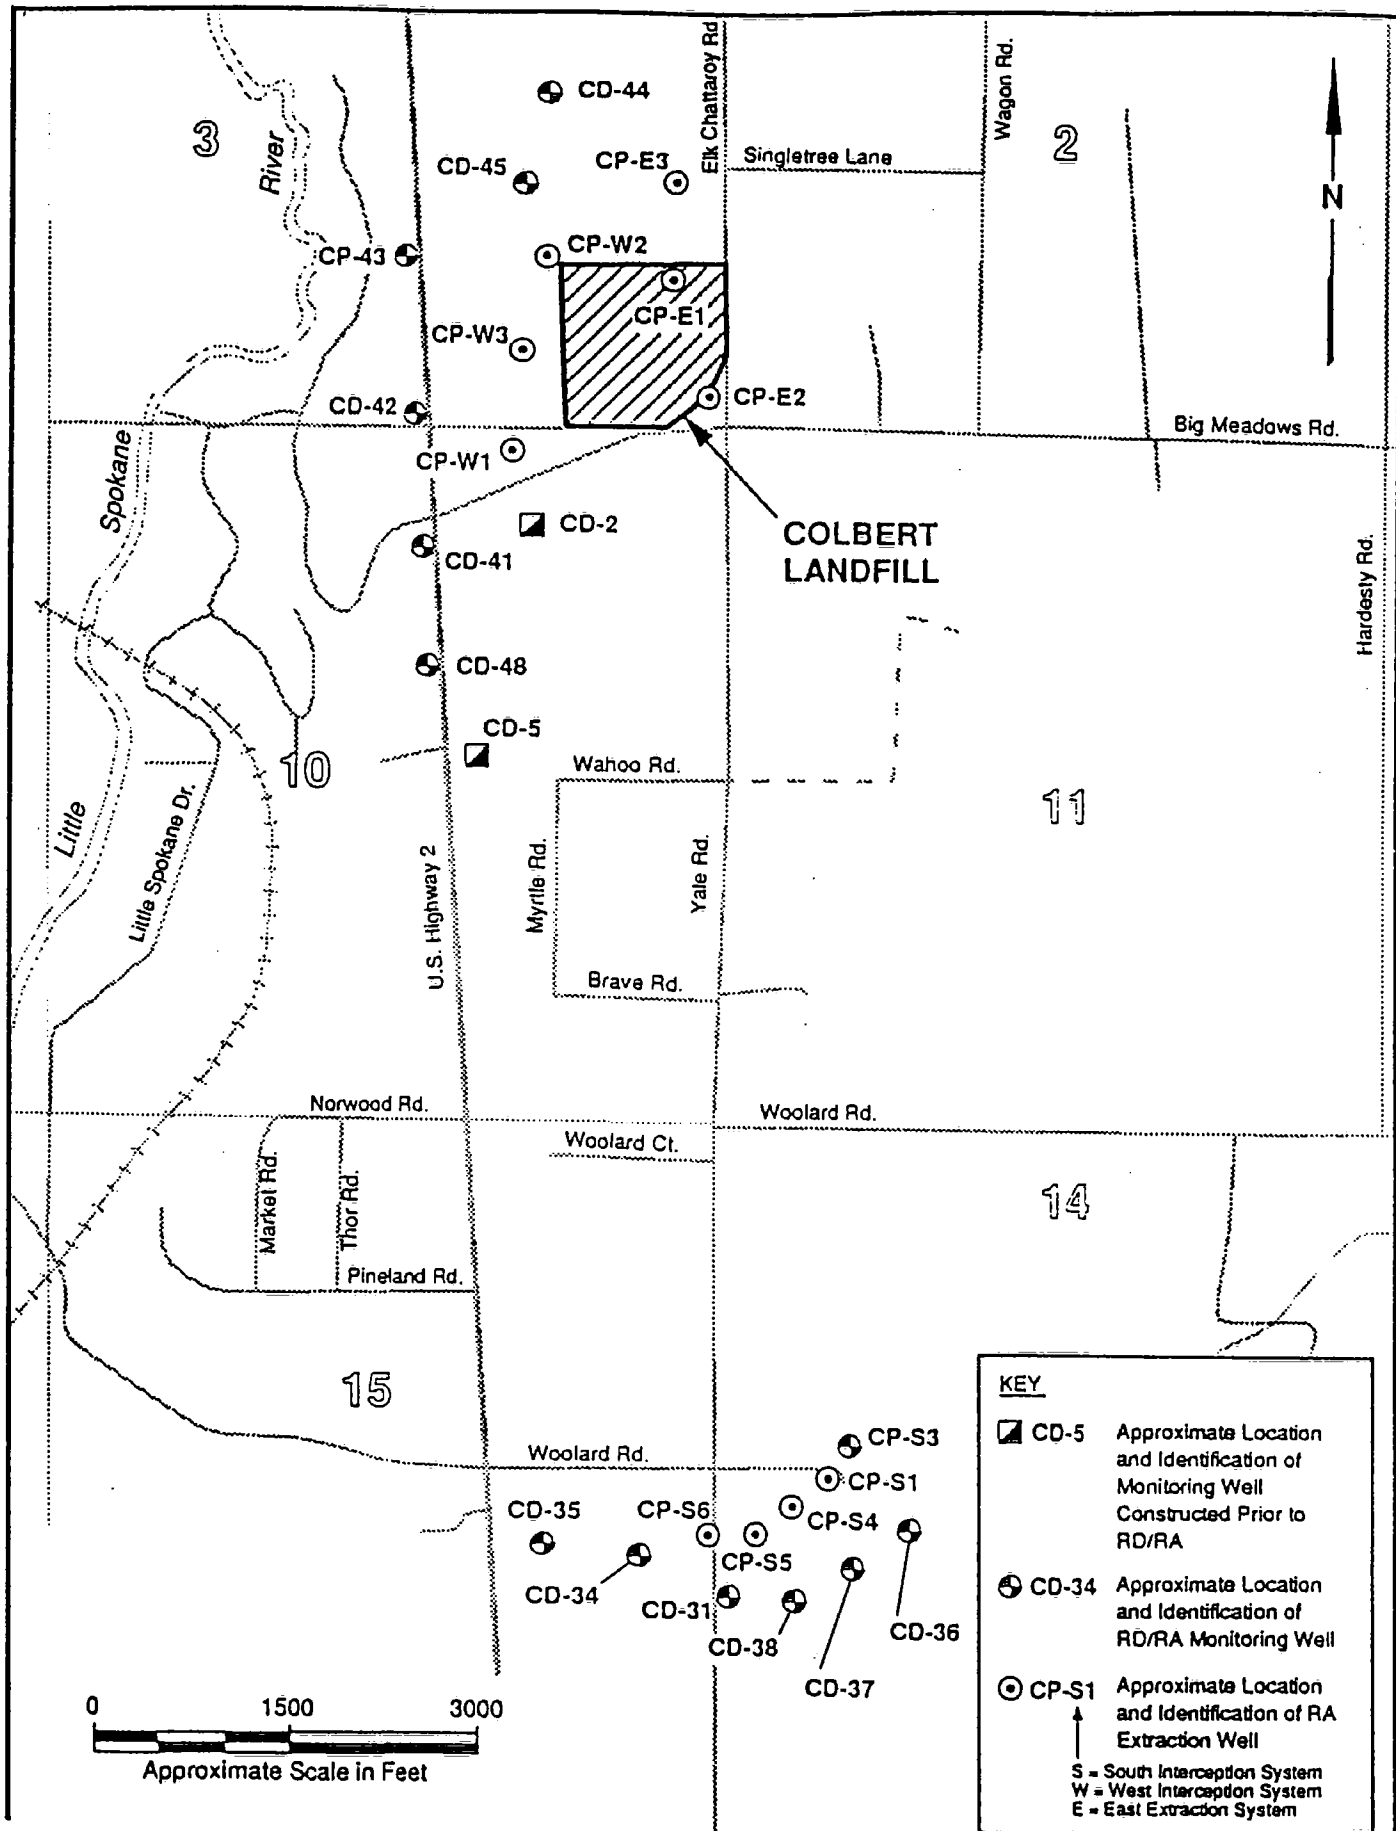 Elk Chattaroy Rd
Wagon Rd.
CD-44
3
2
River
CD-45
CP-E3
Singletree Lane
N
CP-43
CP-W2
CP-E1
CP-W3
CD-42
CP-E2
Big Meadows Rd.
CP-W1
Spokane
CD-2
COLBERT
LANDFILL
CD-41
Hardesty Rd.
CD-48
CD-5
10
Wahoo Rd.
11
Little
Little Spokane Dr.
U.S. Highway 2
Myrtle Rd.
Yale Rd.
Brave Rd.
Norwood Rd.
Woolard Rd.
Woolard Ct.
Market Rd.
Thor Rd.
14
Pineland Rd.
15
Woolard Rd.
CP-S3
CP-S1
CD-35
CP-S6
CP-S4
CP-S5
CD-34
CD-31
CD-38
CD-36
CD-37
0 1500 3000
Approximate Scale in Feet
KEY
CD-5 Approximate Location
and Identification of
Monitoring Well
Constructed Prior to
RD/RA
CD-34 Approximate Location
and Identification of
RD/RA Monitoring Well
CP-S1 Approximate Location
and Identification of RA
Extraction Well
S = South Interception System
W = West Interception System
E = East Extraction System